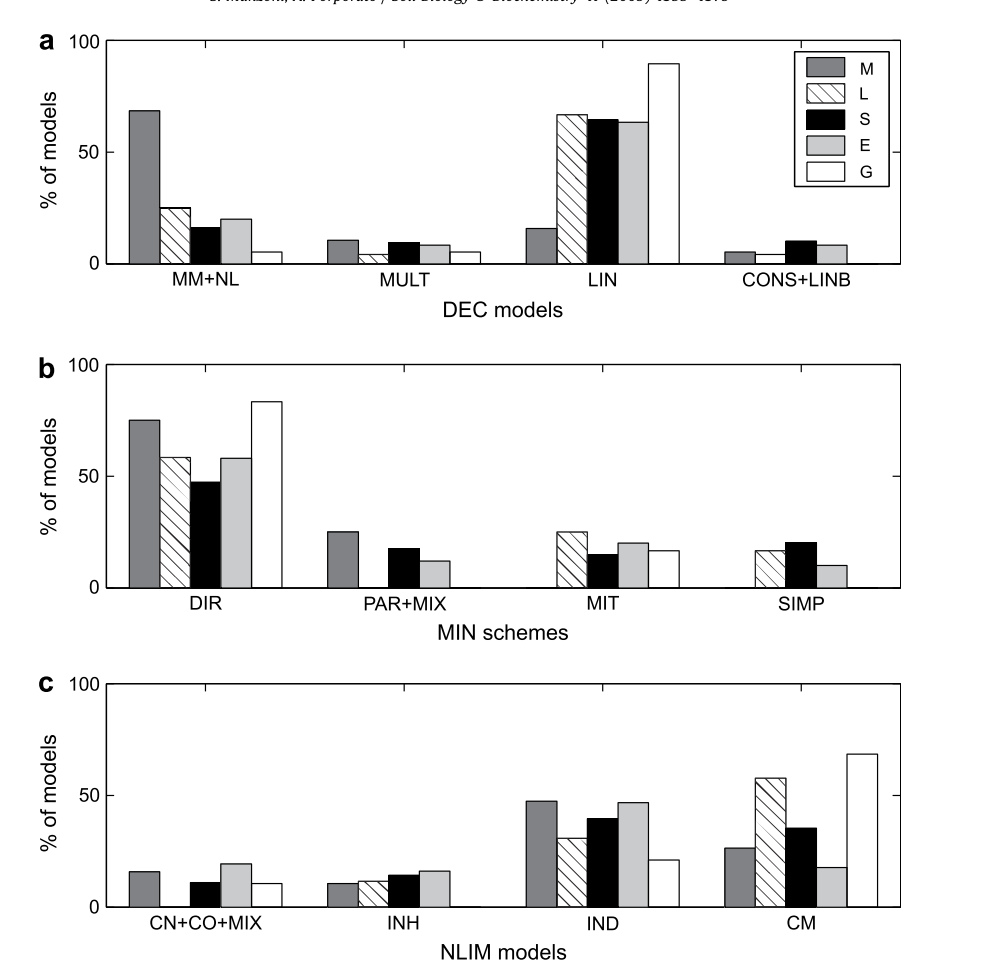 a
100
50
0
% of models
M
L
S
E
G
MM+NL MULT LIN CONS+LINB
DEC models
b
100
50
0
% of models
DIR PAR+MIX MIT SIMP
MIN schemes
c
100
50
0
% of models
CN+CO+MIX INH IND CM
NLIM models